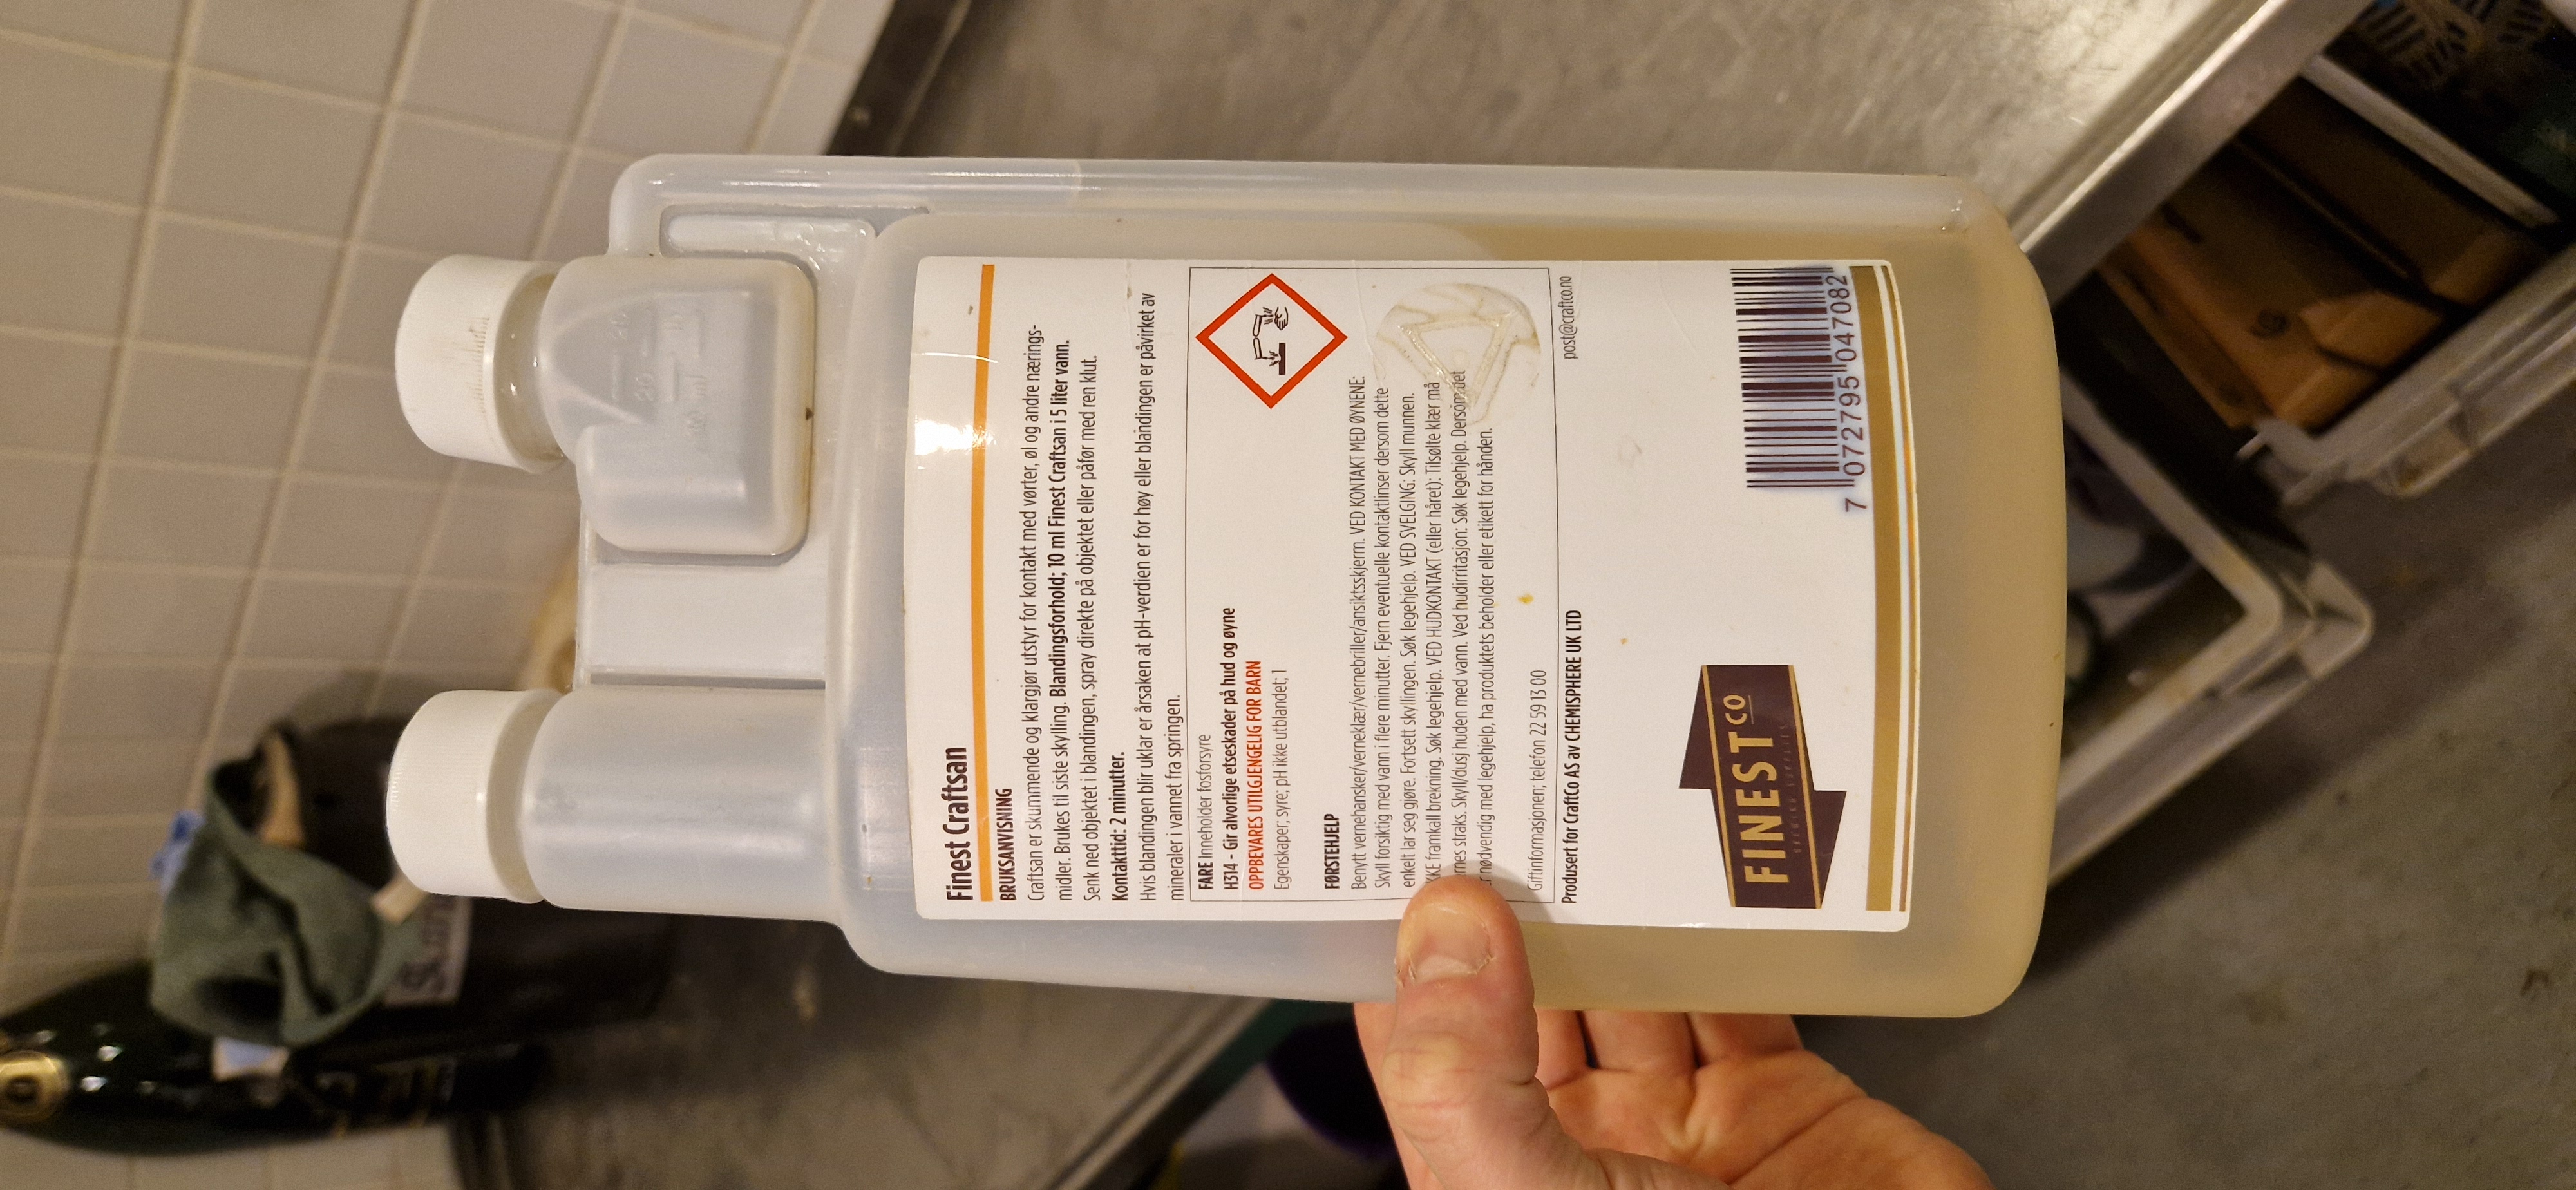 Finest Craftsan
BRUKSANVISNING
Craftsan er skummende og klargjør utstyr for kontakt med vørter, øl og andre nærings-
midler. Brukes til siste skylling. Blandingsforhold; 10 ml Finest Craftsan i 5 liter vann.
Senk ned objektet i blandingen, spray direkte på objektet eller påfør med ren klut.
Kontakttid: 2 minutter.
Hvis blandingen blir uklar er årsaken at pH-verdien er for høy eller blandingen er påvirket av
mineraler i vannet fra springen.
FARE Inneholder fosforsyre
H314 - Gir alvorlige etseskader på hud og øyne
OPPBEVARES UTILGJENGELIG FOR BARN
Egenskaper; syre; pH ikke utblandet; 1
FØRSTEHJELP
Benytt vernehansker/verneklær/vernebriller/ansiktsskjerm. VED KONTAKT MED ØYNENE:
Skyll forsiktig med vann i flere minutter. Fjern eventuelle kontaktlinser dersom dette
enkelt lar seg gjøre. Fortsett skyllingen. Søk legehjelp. VED SVELGING: Skyll munnen.
framkall brekning. Søk legehjelp. VED HUDKONTAKT (eller håret): Tilsølte klær må
straks. Skyll/dusj huden med vann. Ved hudirritasjon: Søk legehjelp. Dersom det
nødvendig med legehjelp, ha produktets beholder eller etikett for hånden.
Giftinformasjonen; telefon 22 59 13 00
Produsert for CraftCo AS av CHEMISPHERE UK LTD
post@craftco.no
FINEST CO
BREWING SUPPLIES
7 072795 047082
80